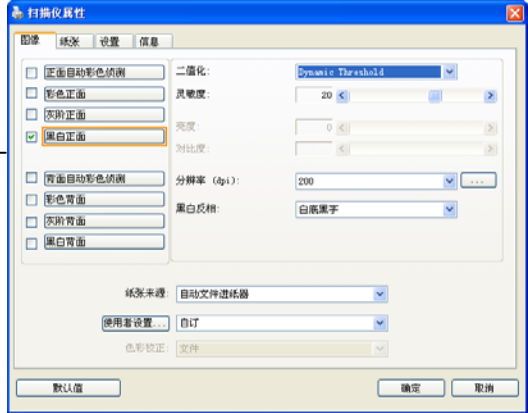 扫描仪属性
图像 纸张 设置 信息
正面自动彩色侦测
彩色正面
灰阶正面
黑白正面
背面自动彩色侦测
彩色背面
灰阶背面
黑白背面
二值化: Dynamic Threshold
灵敏度: 20
亮度: 0
对比度:
分辨率 (dpi): 200 ...
黑白反相: 白底黑字
纸张来源: 自动文件进纸器
使用者设置... 自订
色彩校正: 文件
默认值 确定 取消